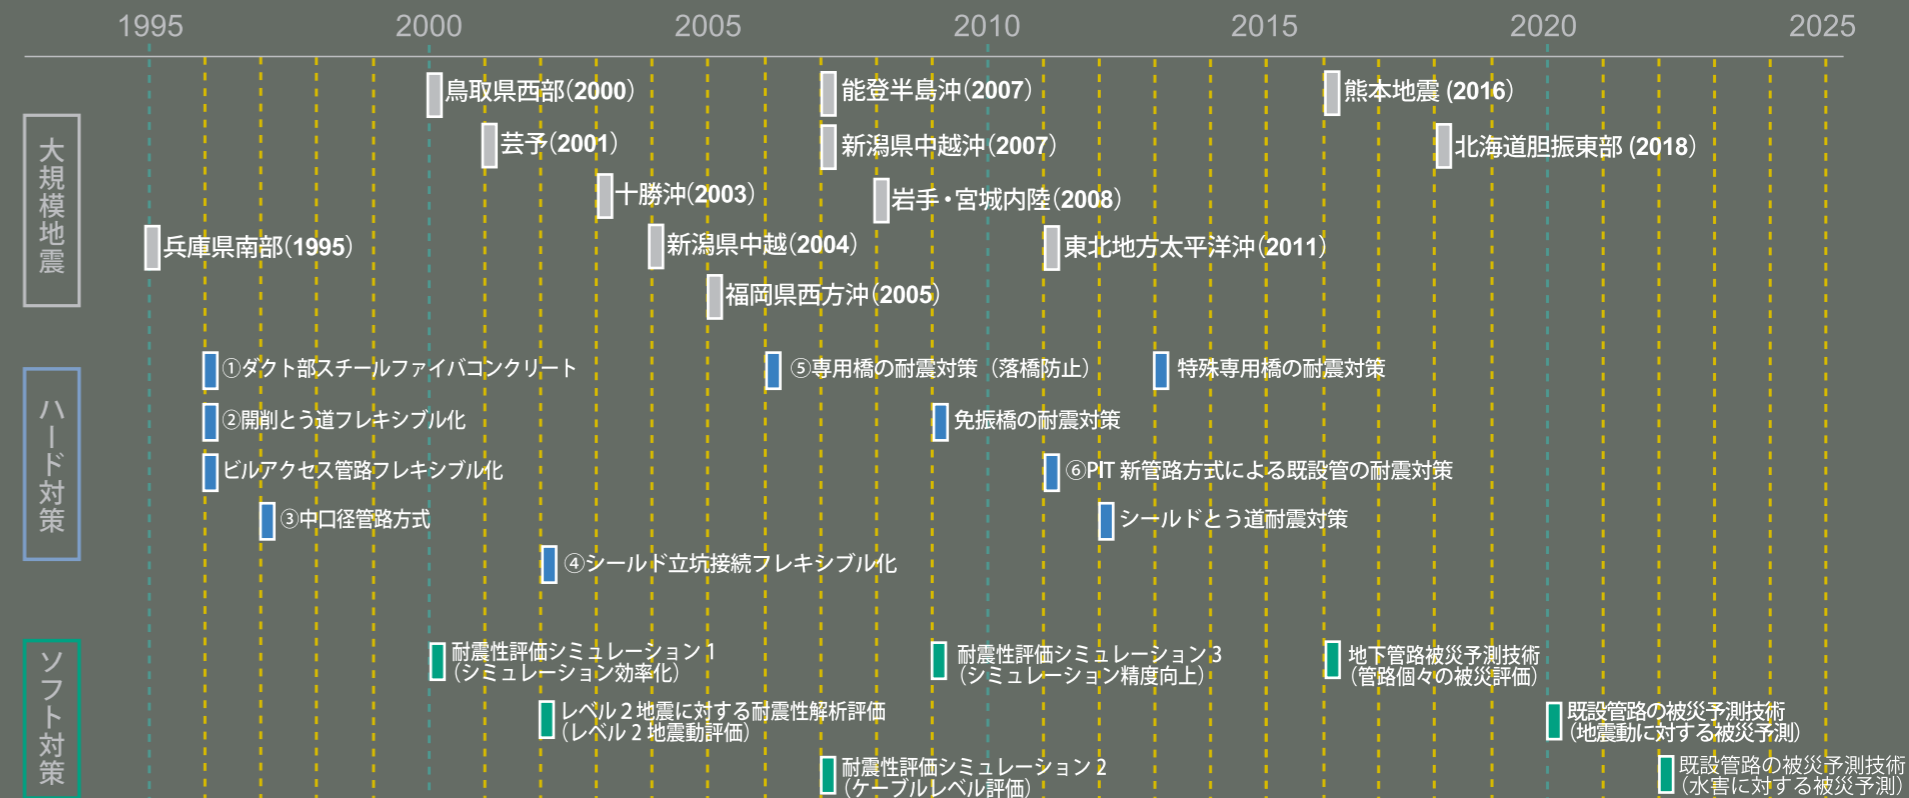 1995 2000 2005 2010 2015 2020 2025
大規模地震
鳥取県西部（2000）
能登半島沖（2007）
熊本地震 (2016）
芸予（2001）
新潟県中越沖（2007）
北海道胆振東部 (2018）
十勝沖（2003）
岩手・宮城内陸（2008）
兵庫県南部（1995）
新潟県中越（2004）
東北地方太平洋沖（2011）
福岡県西方沖（2005）
ハード対策
①ダクト部スチールファイバコンクリート
⑤専用橋の耐震対策（落橋防止）
特殊専用橋の耐震対策
②開削とう道フレキシブル化
免振橋の耐震対策
ビルアクセス管路フレキシブル化
⑥PIT 新管路方式による既設管の耐震対策
③中口径管路方式
シールドとう道耐震対策
④シールド立坑接続フレキシブル化
ソフト対策
耐震性評価シミュレーション 1
（シミュレーション効率化）
耐震性評価シミュレーション 3
（シミュレーション精度向上）
地下管路被災予測技術
（管路個々の被災評価）
レベル 2 地震に対する耐震性解析評価
（レベル 2 地震動評価）
既設管路の被災予測技術
（地震動に対する被災予測）
耐震性評価シミュレーション 2
（ケーブルレベル評価）
既設管路の被災予測技術
（水害に対する被災予測）